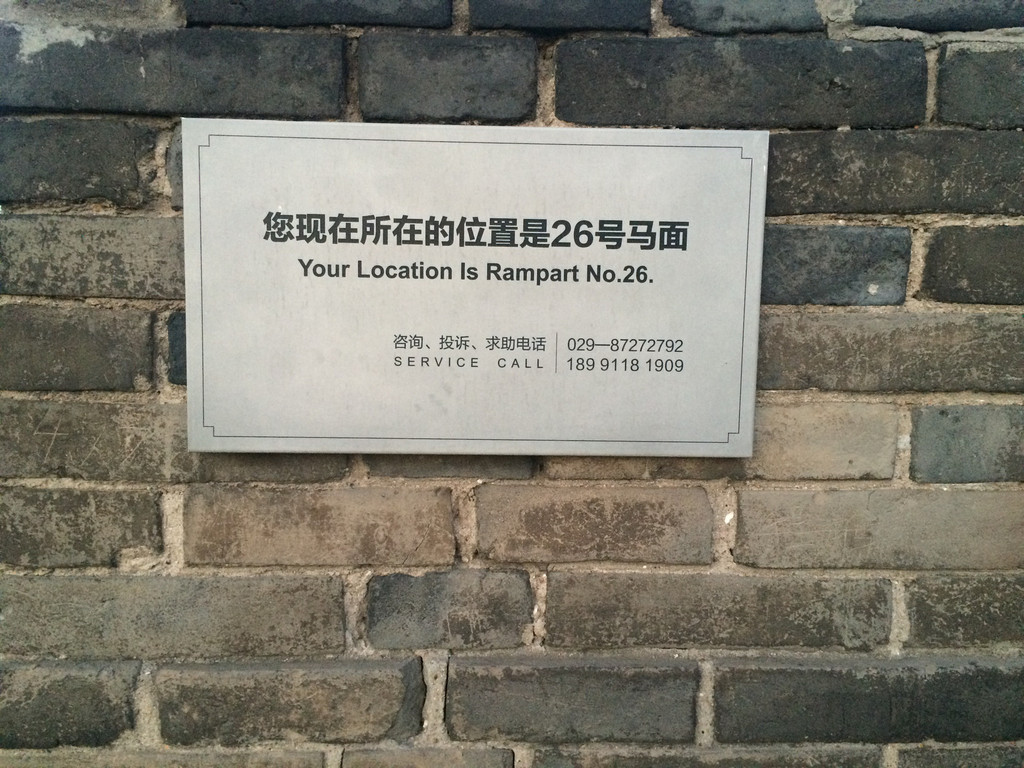 您现在所在的位置是26号马面
Your Location Is Rampart No.26.
咨询、投诉、求助电话 029—87272792
SERVICE CALL 189 9118 1909